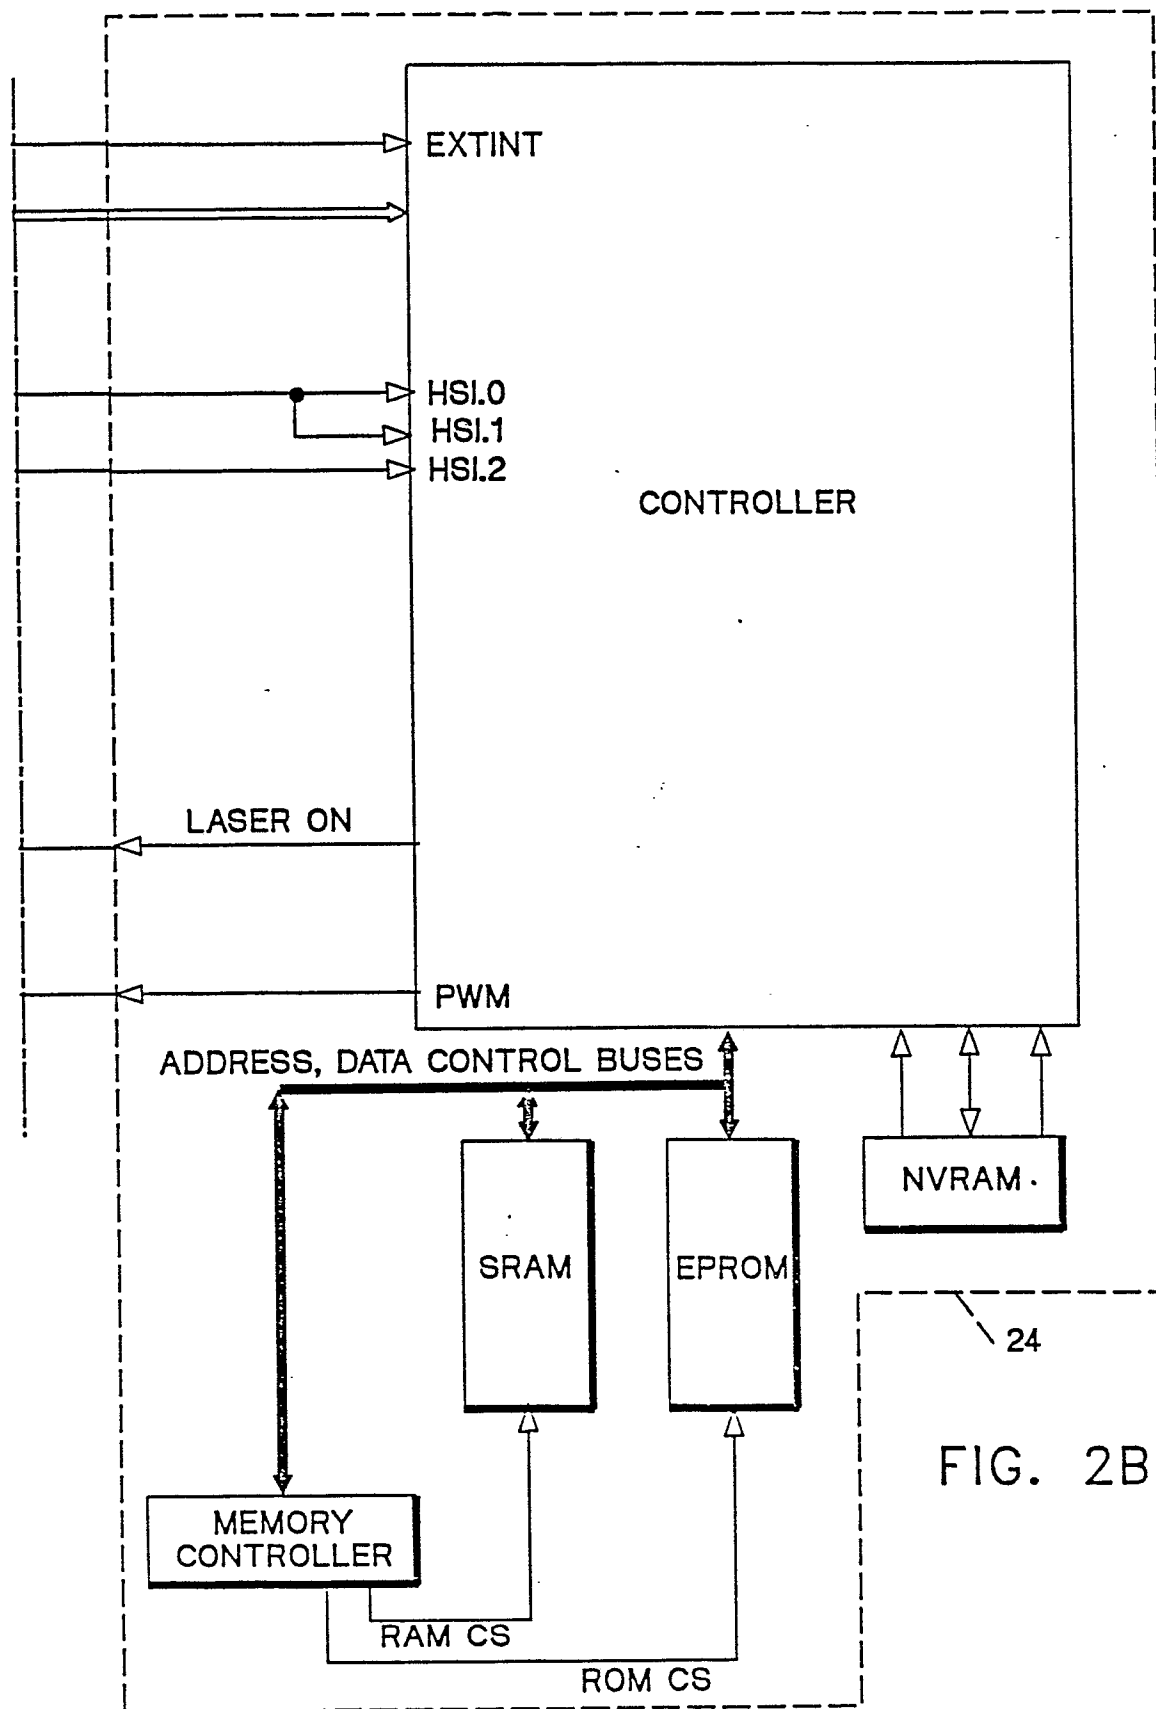 EXTINT
HSI.0
HSI.1
HSI.2
CONTROLLER
LASER ON
PWM
ADDRESS, DATA CONTROL BUSES
NVRAM
SRAM
EPROM
24
FIG. 2B
MEMORY
CONTROLLER
RAM CS
ROM CS